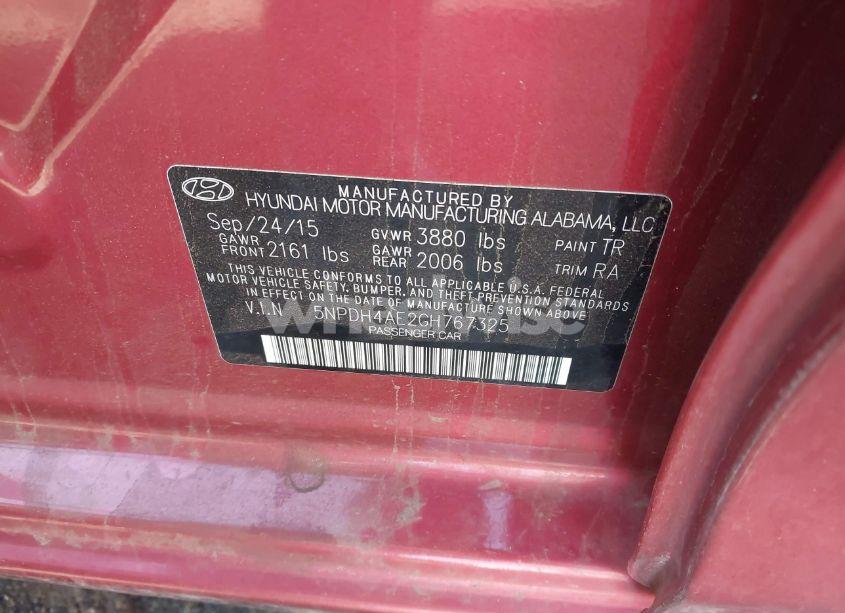 MANUFACTURED BY
HYUNDAI MOTOR MANUFACTURING ALABAMA, LLC
Sep/24/15 GVWR 3880 lbs PAINT TR
GAWR FRONT 2161 lbs GAWR REAR 2006 lbs TRIM RA
THIS VEHICLE CONFORMS TO ALL APPLICABLE U.S.A. FEDERAL
MOTOR VEHICLE SAFETY, BUMPER, AND THEFT PREVENTION STANDARDS
IN EFFECT ON THE DATE OF MANUFACTURE SHOWN ABOVE
V.I.N 5NPDH4AE2GH767325
PASSENGER CAR